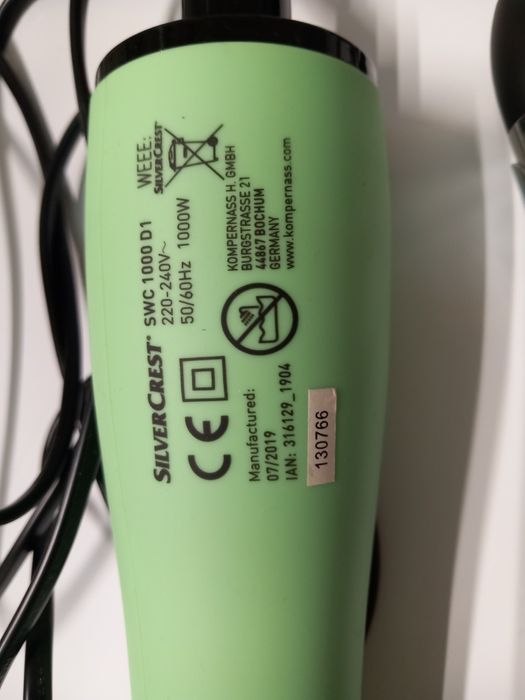 SILVERCREST® SWC 1000 D1
220-240V~
50/60Hz 1000W
CE
WEEE:
SILVERCREST®
KOMPERNASS H. GMBH
BURGSTRASSE 21
44867 BOCHUM
GERMANY
www.kompernass.com
Manufactured:
07/2019
IAN: 316129_1904
130766